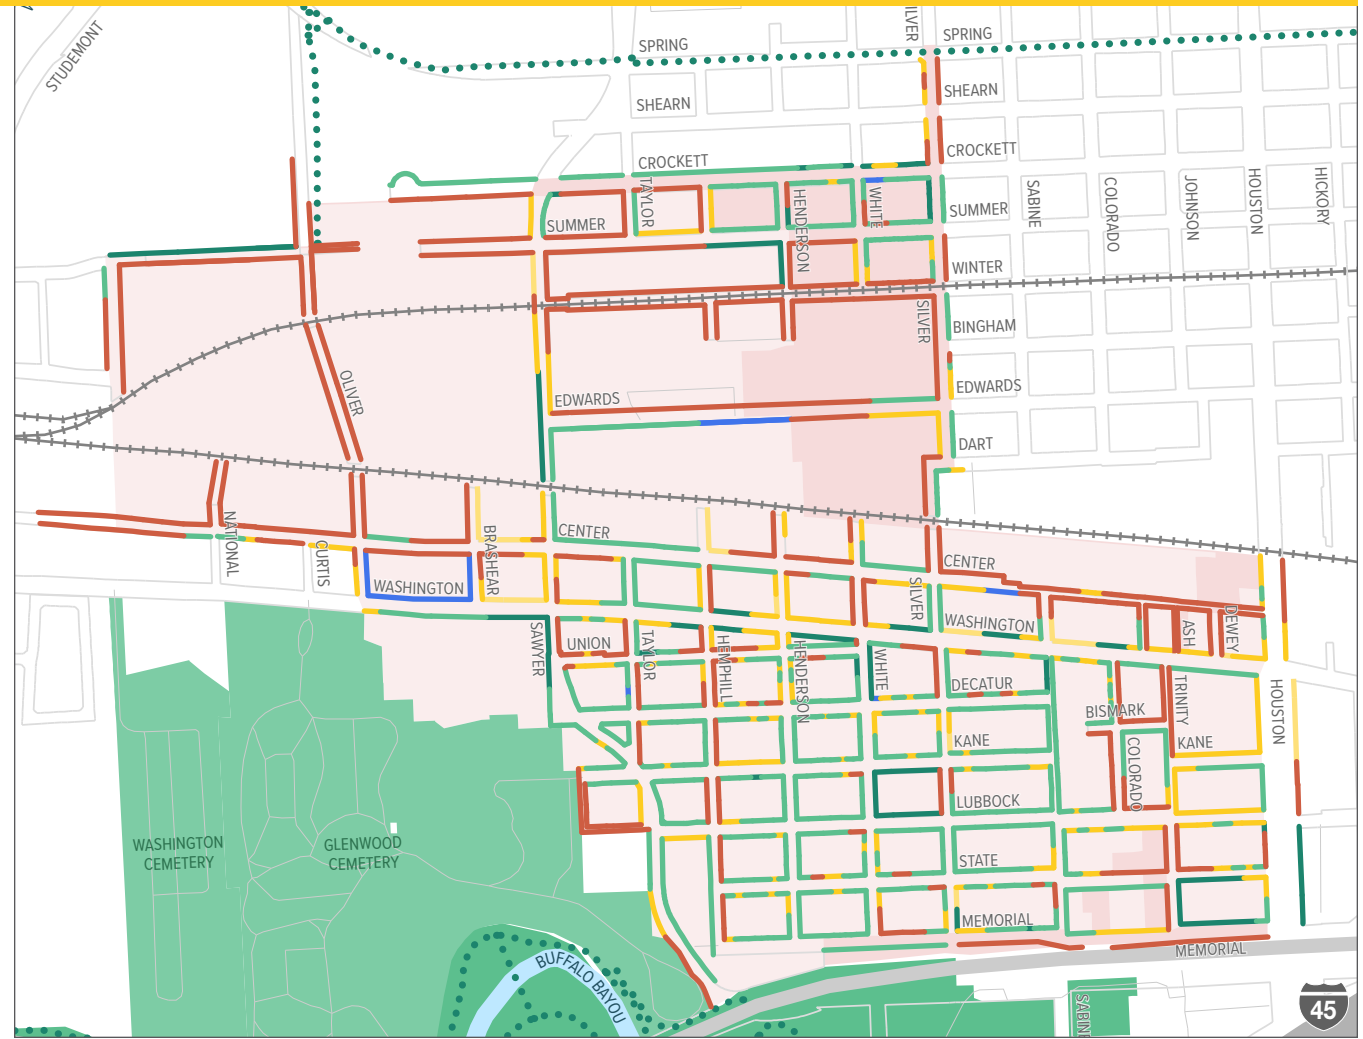 STUDEMONT
SILVER
SPRING
SPRING
SHEARN
SHEARN
CROCKETT
CROCKETT
TAYLOR
HENDERSON
WHITE
SABINE
COLORADO
JOHNSON
HOUSTON
HICKORY
SUMMER
SUMMER
WINTER
SILVER
BINGHAM
OLIVER
EDWARDS
EDWARDS
DART
NATIONAL
CURTIS
BRASHEAR
CENTER
CENTER
WASHINGTON
SILVER
WASHINGTON
ASH
DEWEY
SAWYER
UNION
TAYLOR
HEMPHILL
HENDERSON
WHITE
DECATUR
BISMARK
TRINITY
HOUSTON
KANE
KANE
COLORADO
LUBBOCK
WASHINGTON
CEMETERY
GLENWOOD
CEMETERY
STATE
MEMORIAL
MEMORIAL
BUFFALO BAYOU
SABIN
45